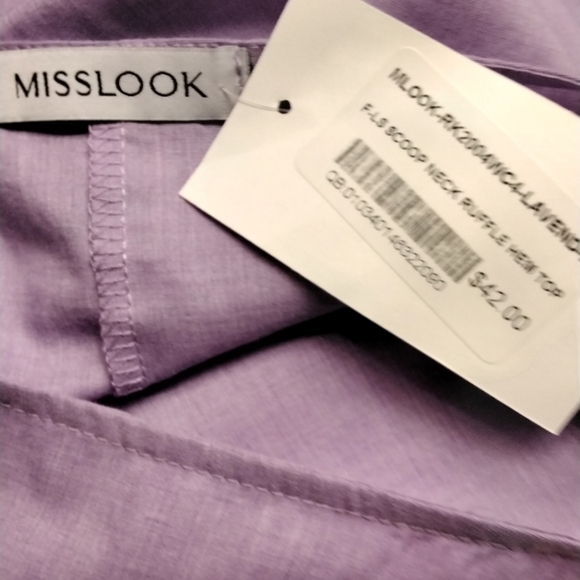 MISSLOOK
MLOOK-RK2004WC4-LAVEND
F-LS SCOOP NECK RUFFLE HEM TOP
$42.00